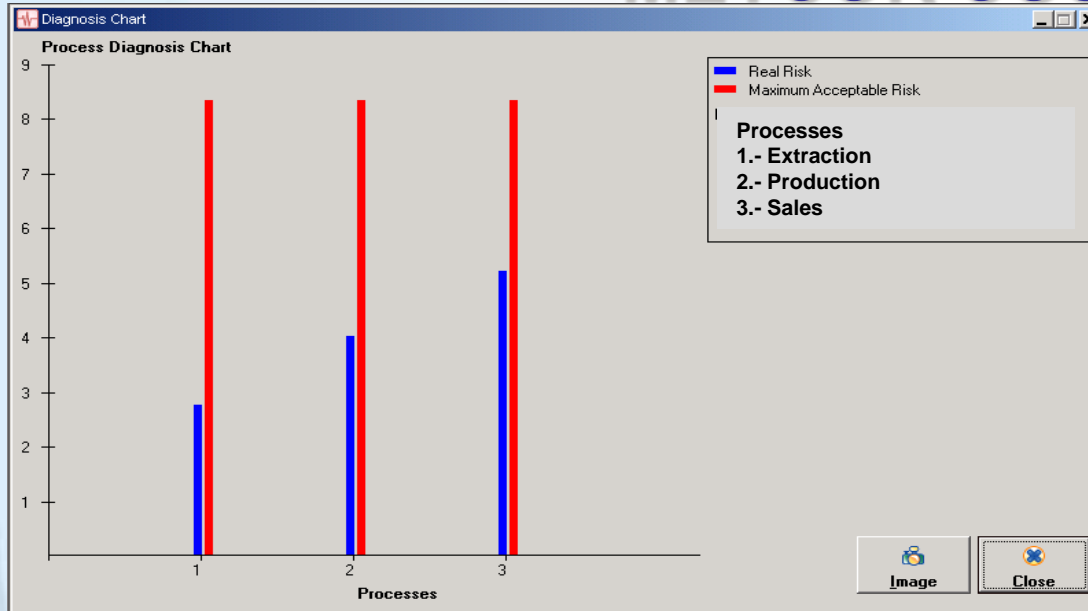 Diagnosis Chart
Process Diagnosis Chart
9
8
7
6
5
4
3
2
1
1 2 3
Processes
Real Risk
Maximum Acceptable Risk
Processes
1.- Extraction
2.- Production
3.- Sales
Image
Close